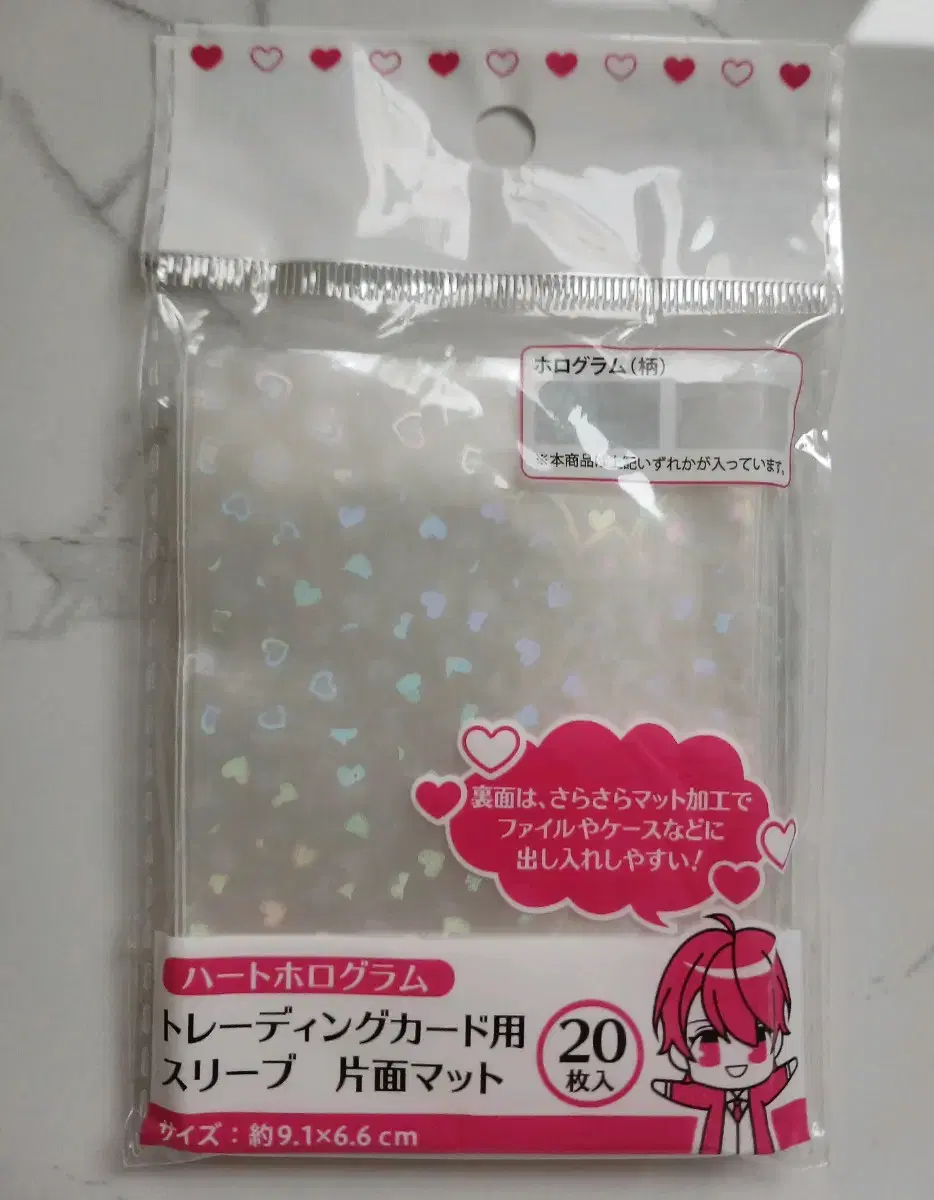 ホログラム（柄）
※本商品は上記いずれかが入っています。
裏面は、さらさらマット加工で
ファイルやケースなどに
出し入れしやすい！
ハートホログラム
トレーディングカード用
スリーブ 片面マット
20
枚入
サイズ：約9.1×6.6cm